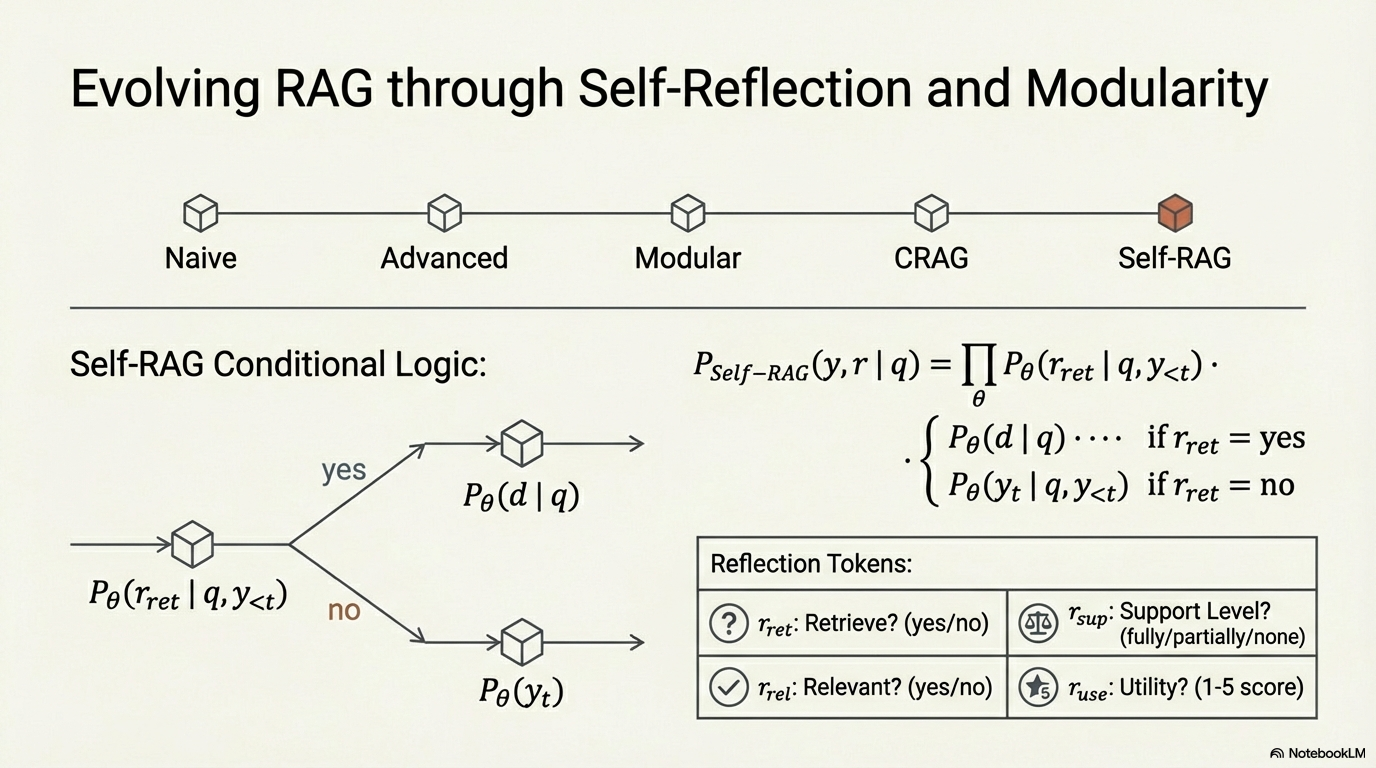 Evolving RAG through Self-Reflection and Modularity
Naive
Advanced
Modular
CRAG
Self-RAG
Self-RAG Conditional Logic:
P_θ(r_ret | q, y_<t)
yes
P_θ(d | q)
no
P_θ(y_t)
P_Self−RAG(y, r | q) = ∏_θ P_θ(r_ret | q, y_<t) ·
· { P_θ(d | q) · · · · if r_ret = yes
P_θ(y_t | q, y_<t) if r_ret = no
Reflection Tokens:
? r_ret: Retrieve? (yes/no)
r_sup: Support Level?
(fully/partially/none)
r_rel: Relevant? (yes/no)
5 r_use: Utility? (1-5 score)
NotebookLM